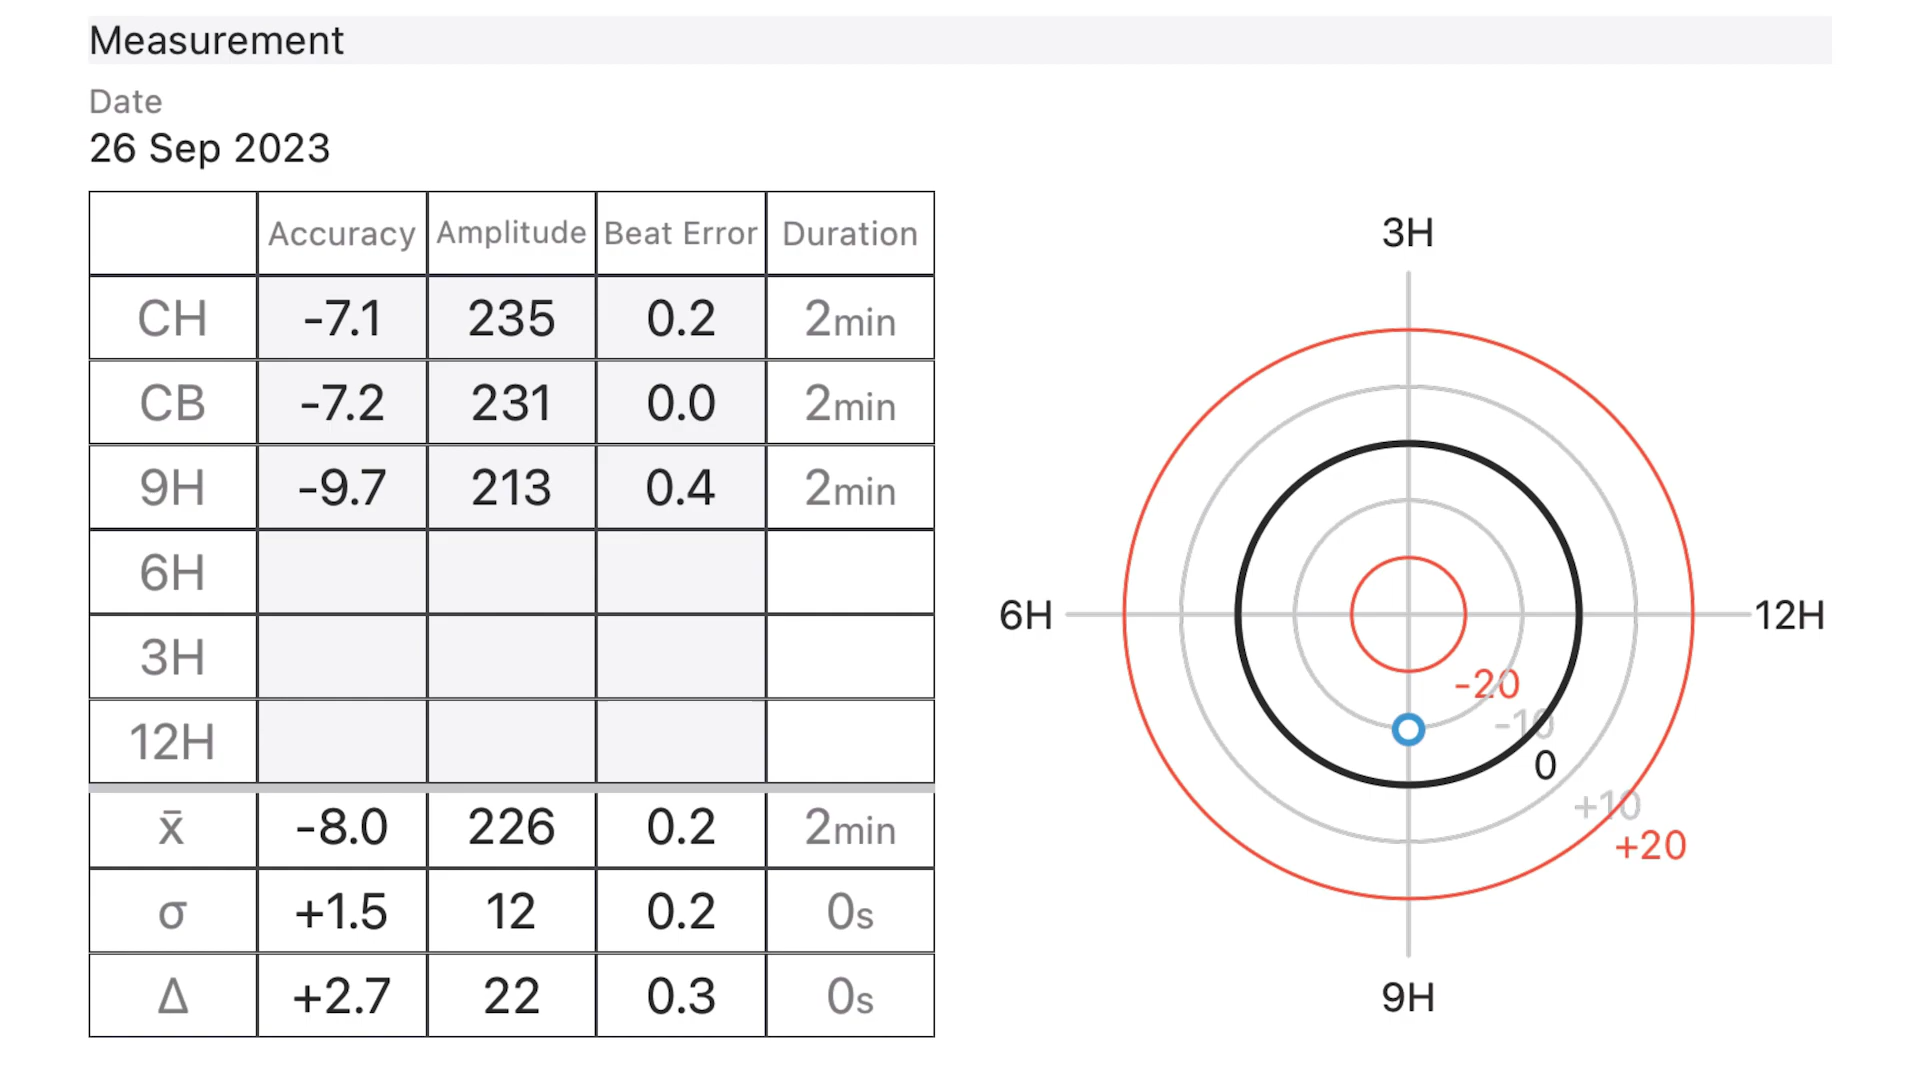 Measurement
Date
26 Sep 2023
Accuracy Amplitude Beat Error Duration
CH -7.1 235 0.2 2min
CB -7.2 231 0.0 2min
9H -9.7 213 0.4 2min
6H
3H
12H
x̄ -8.0 226 0.2 2min
σ +1.5 12 0.2 0s
Δ +2.7 22 0.3 0s
3H
6H
12H
-20
-10
0
+10
+20
9H